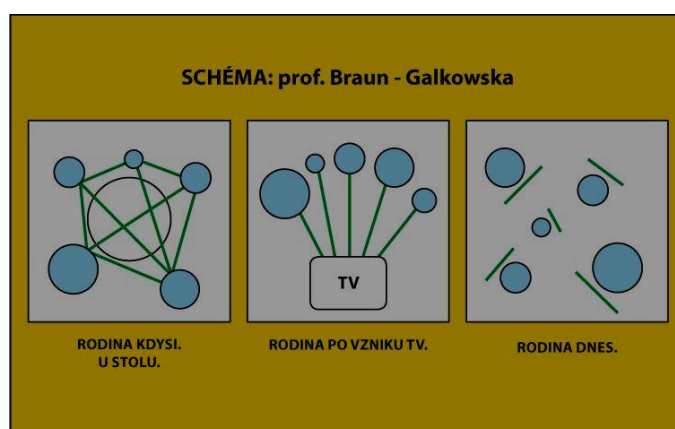 SCHÉMA: prof. Braun - Galkowska
TV
RODINA KDYSI.
U STOLU.
RODINA PO VZNIKU TV.
RODINA DNES.